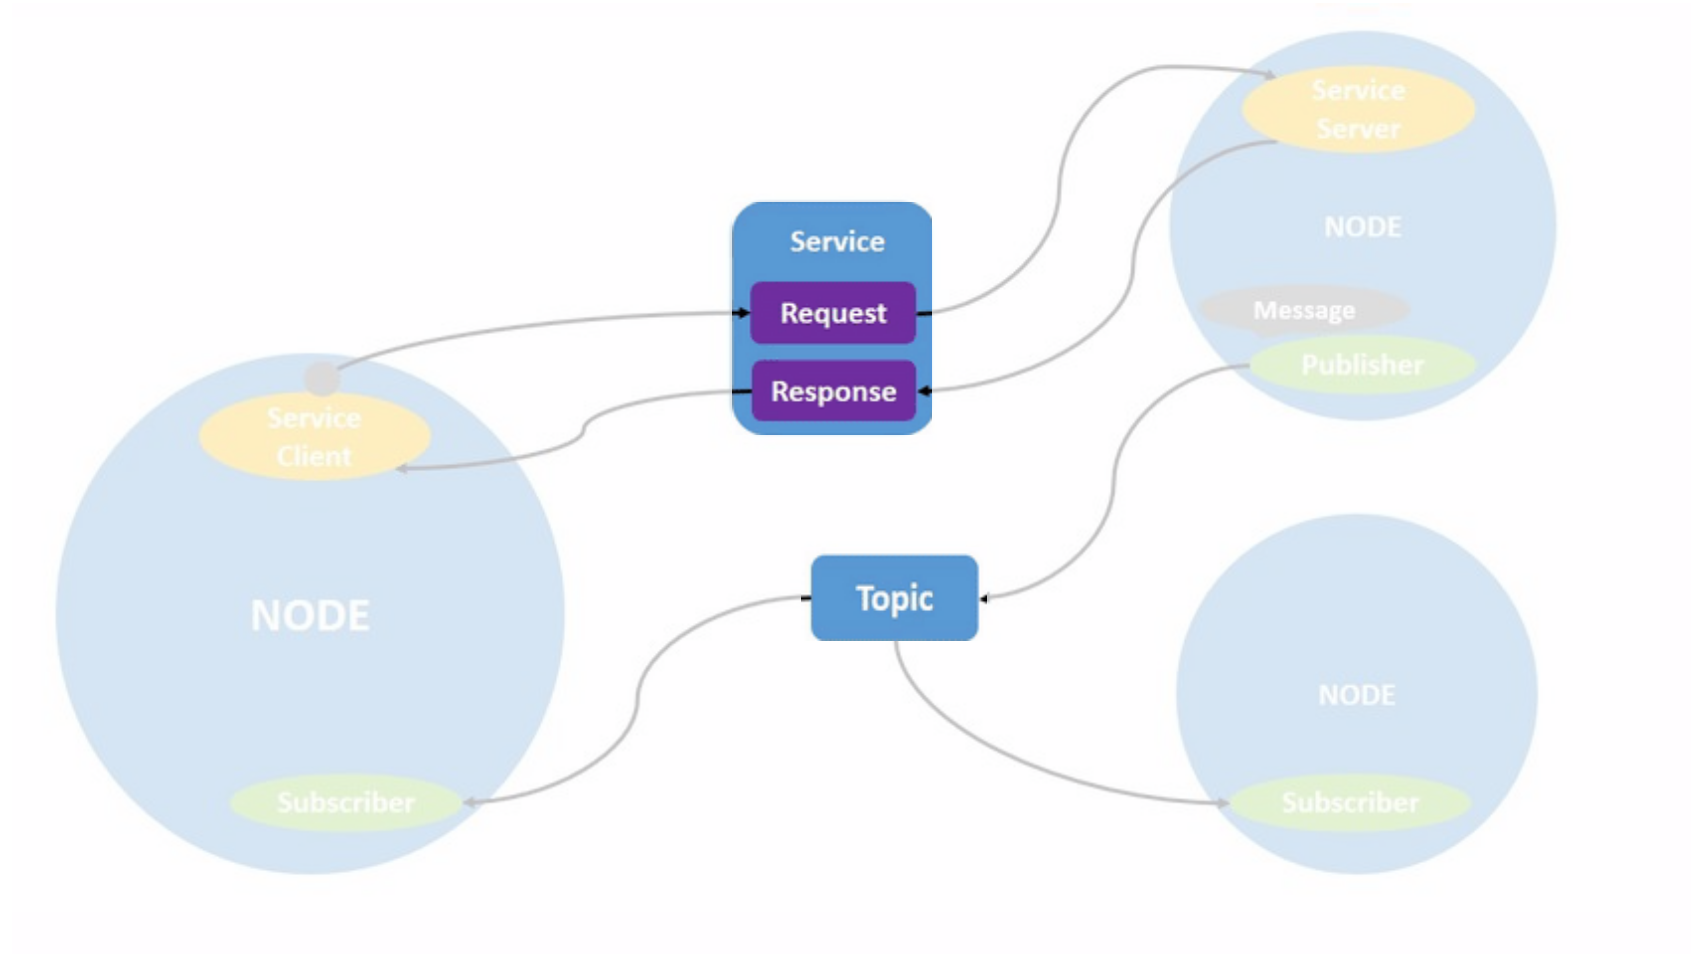 Service
Server
NODE
Message
Publisher
Service
Request
Response
Service
Client
NODE
Subscriber
Topic
NODE
Subscriber